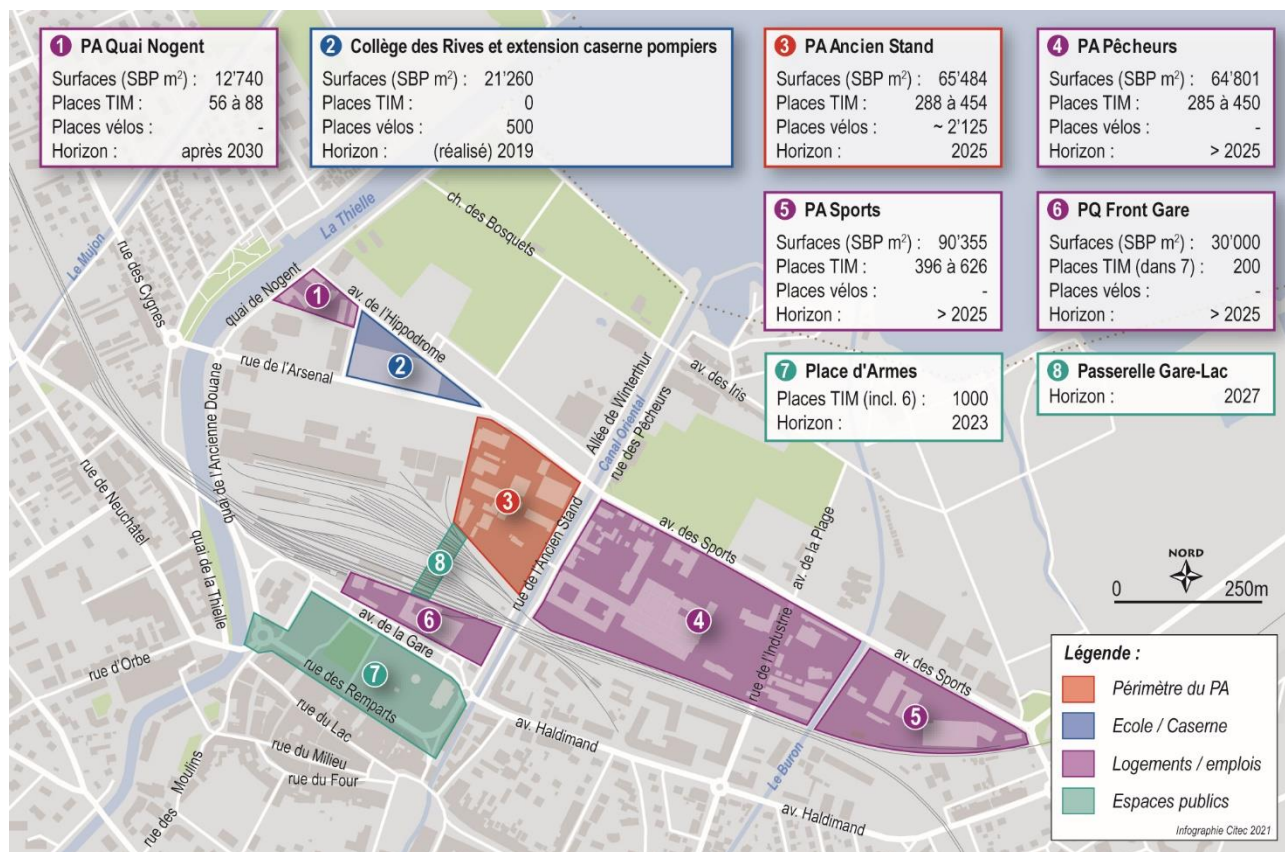 1 PA Quai Nogent
Surfaces (SBP m²) : 12'740
Places TIM : 56 à 88
Places vélos : -
Horizon : après 2030
2 Collège des Rives et extension caserne pompiers
Surfaces (SBP m²) : 21'260
Places TIM : 0
Places vélos : 500
Horizon : (réalisé) 2019
3 PA Ancien Stand
Surfaces (SBP m²) : 65'484
Places TIM : 288 à 454
Places vélos : ~ 2'125
Horizon : 2025
4 PA Pêcheurs
Surfaces (SBP m²) : 64'801
Places TIM : 285 à 450
Places vélos : -
Horizon : > 2025
5 PA Sports
Surfaces (SBP m²) : 90'355
Places TIM : 396 à 626
Places vélos : -
Horizon : > 2025
6 PQ Front Gare
Surfaces (SBP m²) : 30'000
Places TIM (dans 7) : 200
Places vélos : -
Horizon : > 2025
7 Place d'Armes
Places TIM (incl. 6) : 1000
Horizon : 2023
8 Passerelle Gare-Lac
Horizon : 2027
Le Mujon
rue des Cygnes
La Thielle
ch. des Bosquets
quai de Nogent
1
av. de l'Hippodrome
2
rue de l'Arsenal
quai de l'Ancienne Douane
rue de Neuchâtel
quai de la Thielle
Allée de Winterthur
Canal Oriental
rue des Pêcheurs
av. des Iris
3
8
rue de l'Ancien Stand
av. des Sports
av. de la Plage
4
rue de l'Industrie
6
av. de la Gare
7
rue des Remparts
rue d'Orbe
rue du Lac
rue du Milieu
rue du Four
rue des Moulins
av. Haldimand
Le Buron
av. des Sports
5
av. Haldimand
NORD
0 250m
Légende :
Périmètre du PA
Ecole / Caserne
Logements / emplois
Espaces publics
Infographie Citec 2021